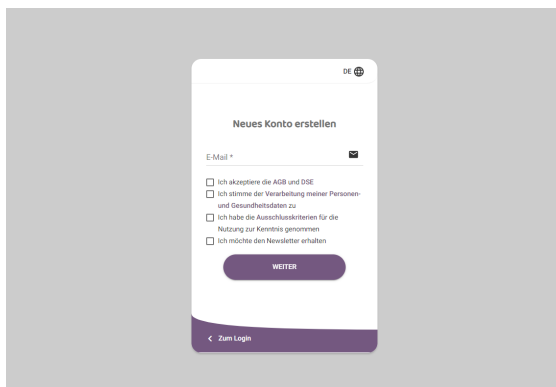 DE
Neues Konto erstellen
E-Mail *
Ich akzeptiere die AGB und DSE
Ich stimme der Verarbeitung meiner Personen-
und Gesundheitsdaten zu
Ich habe die Ausschlusskriterien für die
Nutzung zur Kenntnis genommen
Ich möchte den Newsletter erhalten
WEITER
Zum Login